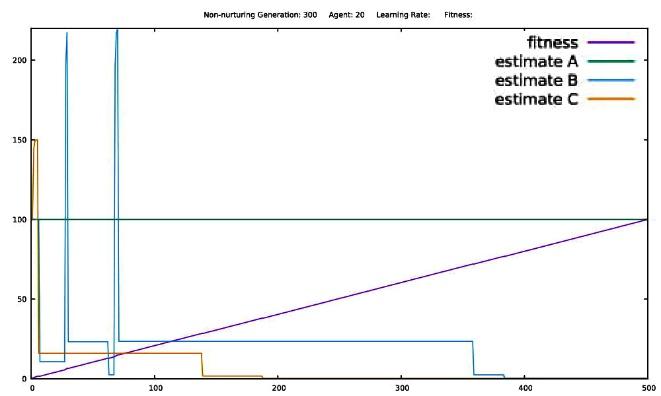 Non-nurturing Generation: 300 Agent: 20 Learning Rate: Fitness:
fitness
estimate A
estimate B
estimate C
200
150
100
50
0
0 100 200 300 400 500